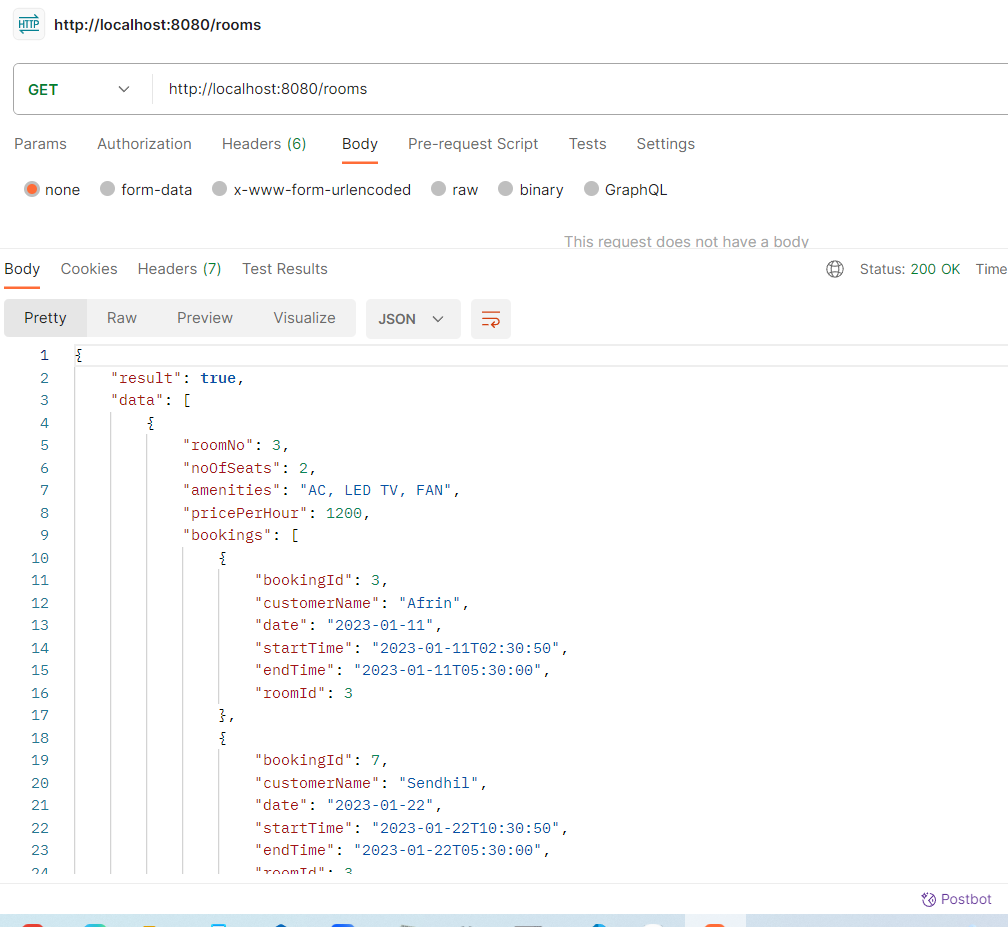 HTTP http://localhost:8080/rooms
GET http://localhost:8080/rooms
Params Authorization Headers (6) Body Pre-request Script Tests Settings
none form-data x-www-form-urlencoded raw binary GraphQL
This request does not have a body
Body Cookies Headers (7) Test Results Status: 200 OK Time
Pretty Raw Preview Visualize JSON
1 {
2 "result": true,
3 "data": [
4 {
5 "roomNo": 3,
6 "noOfSeats": 2,
7 "amenities": "AC, LED TV, FAN",
8 "pricePerHour": 1200,
9 "bookings": [
10 {
11 "bookingId": 3,
12 "customerName": "Afrin",
13 "date": "2023-01-11",
14 "startTime": "2023-01-11T02:30:50",
15 "endTime": "2023-01-11T05:30:00",
16 "roomId": 3
17 },
18 {
19 "bookingId": 7,
20 "customerName": "Sendhil",
21 "date": "2023-01-22",
22 "startTime": "2023-01-22T10:30:50",
23 "endTime": "2023-01-22T05:30:00",
24 "roomId": 3
Postbot